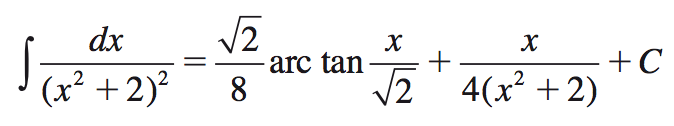 ∫ dx/(x² + 2)² = √2/8 arc tan x/√2 + x/4(x² + 2) + C